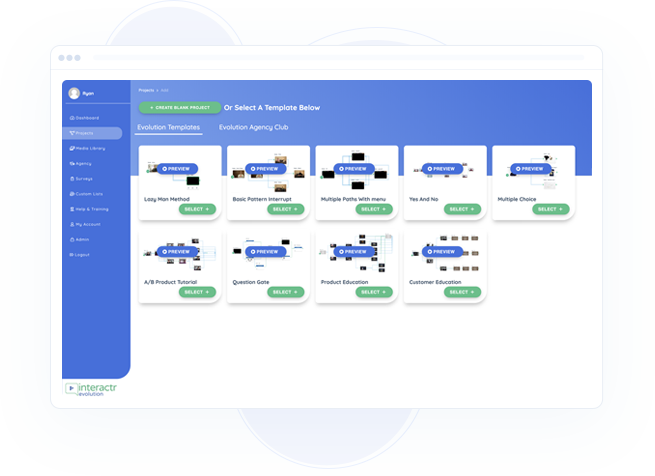 Ryan
Dashboard
Projects
Media Library
Agency
Surveys
Custom Lists
Help & Training
My Account
Admin
Logout
interactr
evolution
Projects > Add
+ CREATE BLANK PROJECT Or Select A Template Below
Evolution Templates Evolution Agency Club
PREVIEW PREVIEW PREVIEW PREVIEW PREVIEW
Lazy Man Method Basic Pattern Interrupt Multiple Paths With menu Yes And No Multiple Choice
SELECT + SELECT + SELECT + SELECT + SELECT +
PREVIEW PREVIEW PREVIEW PREVIEW
A/B Product Tutorial Question Gate Product Education Customer Education
SELECT + SELECT + SELECT + SELECT +